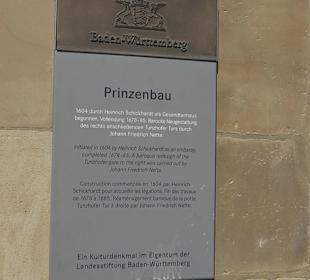 Baden-Württemberg
Prinzenbau
1604 durch Heinrich Schickhardt als Gesandtenhaus
begonnen, Vollendung 1678-85. Barocke Neugestaltung
des rechts anschließenden Tunzhofer Tors durch
Johann Friedrich Nette.
Initiated in 1604 by Heinrich Schickhardt as an embassy,
completed 1678-85. A baroque redesign of the
Tunzhofer gate to the right was carried out by
Johann Friedrich Nette.
Construction commencée en 1604 par Heinrich
Schickhardt pour accueillir les légations, fin des travaux
de 1678 à 1685. Réaménagement baroque de la porte
Tunzhofer Tor à droite par Johann Friedrich Nette.
Ein Kulturdenkmal im Eigentum der
Landesstiftung Baden-Württemberg